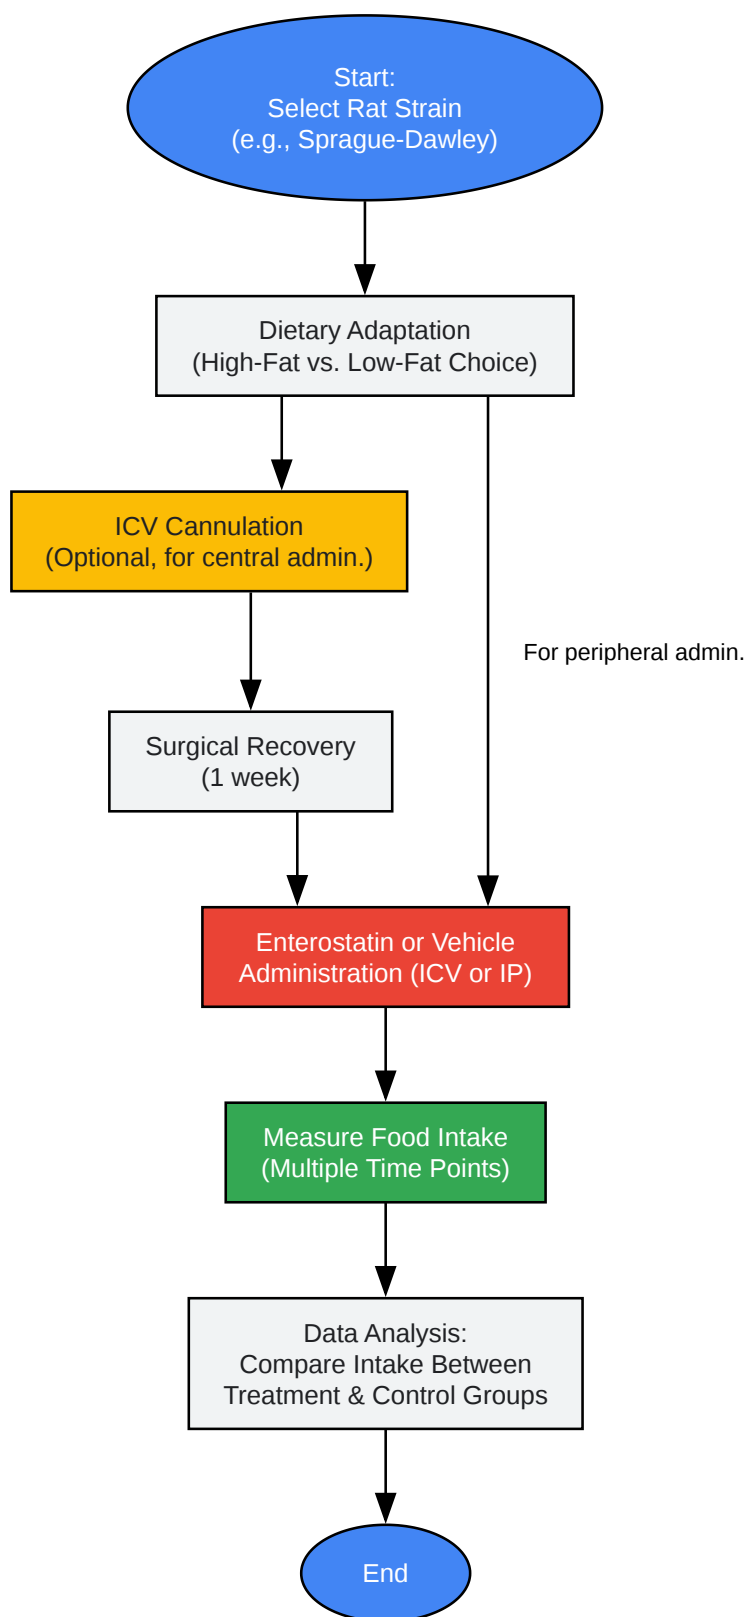 Start:
Select Rat Strain
(e.g., Sprague-Dawley)
Dietary Adaptation
(High-Fat vs. Low-Fat Choice)
ICV Cannulation
(Optional, for central admin.)
For peripheral admin.
Surgical Recovery
(1 week)
Enterostatin or Vehicle
Administration (ICV or IP)
Measure Food Intake
(Multiple Time Points)
Data Analysis:
Compare Intake Between
Treatment & Control Groups
End